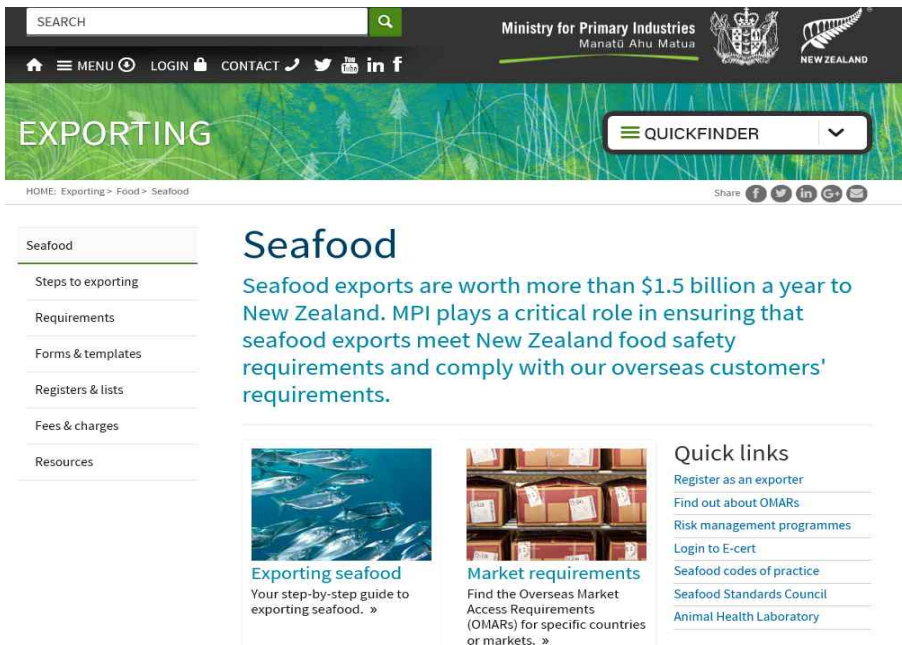 SEARCH
Ministry for Primary Industries
Manatū Ahu Matua
NEW ZEALAND
MENU
LOGIN
CONTACT
You
Tube
EXPORTING
QUICKFINDER
HOME: Exporting > Food > Seafood
Share
Seafood
Steps to exporting
Requirements
Forms & templates
Registers & lists
Fees & charges
Resources
Seafood
Seafood exports are worth more than $1.5 billion a year to
New Zealand. MPI plays a critical role in ensuring that
seafood exports meet New Zealand food safety
requirements and comply with our overseas customers'
requirements.
Exporting seafood
Your step-by-step guide to
exporting seafood. »
Market requirements
Find the Overseas Market
Access Requirements
(OMARs) for specific countries
or markets. »
Quick links
Register as an exporter
Find out about OMARs
Risk management programmes
Login to E-cert
Seafood codes of practice
Seafood Standards Council
Animal Health Laboratory